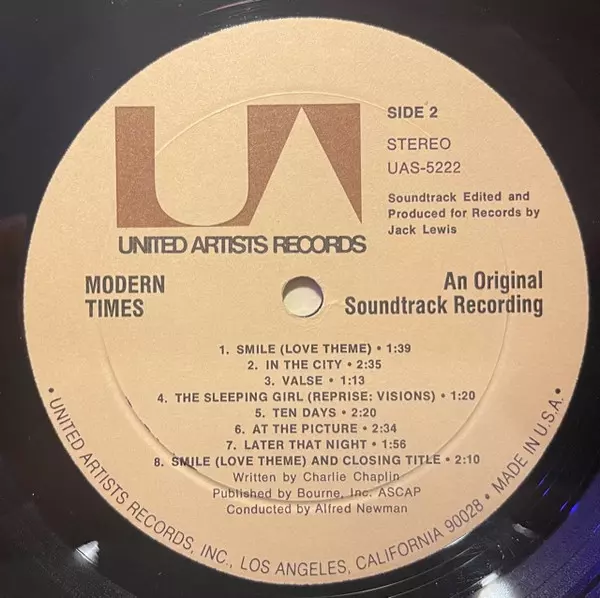 UA
SIDE 2
STEREO
UAS-5222
Soundtrack Edited and
Produced for Records by
Jack Lewis
UNITED ARTISTS RECORDS
MODERN
TIMES
An Original
Soundtrack Recording
1. SMILE (LOVE THEME) • 1:39
2. IN THE CITY • 2:35
3. VALSE • 1:13
4. THE SLEEPING GIRL (REPRISE: VISIONS) • 1:20
5. TEN DAYS • 2:20
6. AT THE PICTURE • 2:34
7. LATER THAT NIGHT • 1:56
8. SMILE (LOVE THEME) AND CLOSING TITLE • 2:10
Written by Charlie Chaplin
Published by Bourne, Inc. ASCAP
Conducted by Alfred Newman
• UNITED ARTISTS RECORDS, INC., LOS ANGELES, CALIFORNIA 90028 • MADE IN U.S.A. •